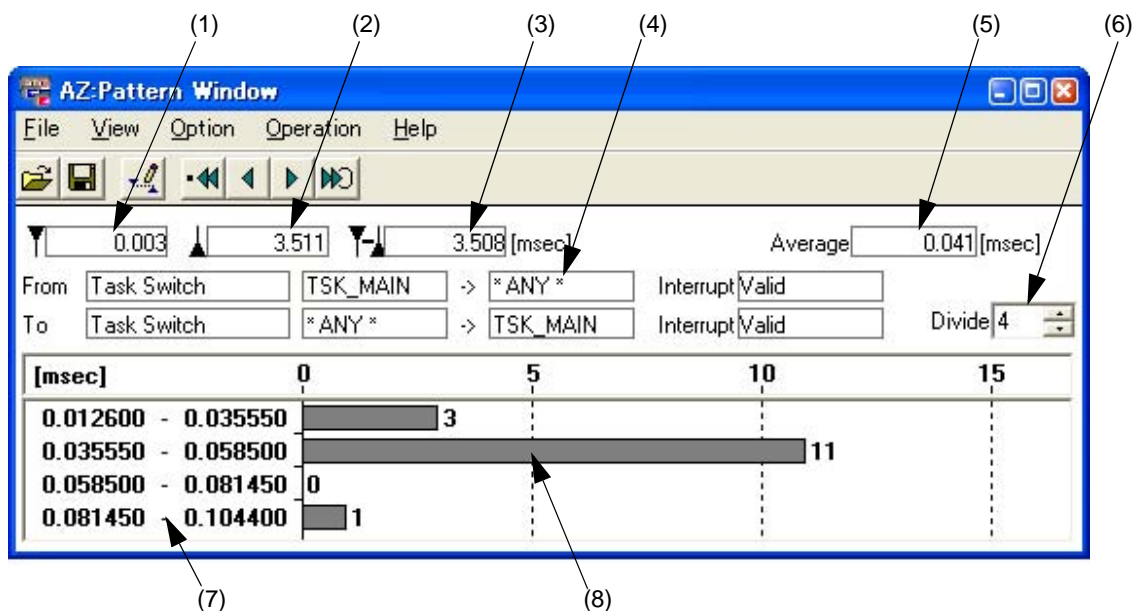 (1) (2) (3) (4) (5) (6)
AZ:Pattern Window
File View Option Operation Help
0.003 3.511 3.508 [msec] Average 0.041 [msec]
From Task Switch TSK_MAIN -> * ANY * Interrupt Valid
To Task Switch * ANY * -> TSK_MAIN Interrupt Valid Divide 4
[msec] 0 5 10 15
0.012600 - 0.035550 3
0.035550 - 0.058500 11
0.058500 - 0.081450 0
0.081450 - 0.104400 1
(7) (8)